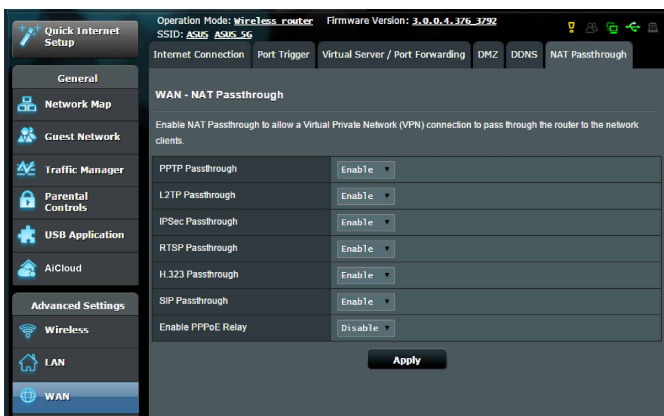 Quick Internet
Setup
Operation Mode: Wireless router Firmware Version: 3.0.0.4.376_3792
SSID: ASUS ASUS_5G
Internet Connection Port Trigger Virtual Server / Port Forwarding DMZ DDNS NAT Passthrough
General
Network Map
Guest Network
Traffic Manager
Parental
Controls
USB Application
AiCloud
Advanced Settings
Wireless
LAN
WAN
WAN - NAT Passthrough
Enable NAT Passthrough to allow a Virtual Private Network (VPN) connection to pass through the router to the network
clients.
PPTP Passthrough Enable
L2TP Passthrough Enable
IPSec Passthrough Enable
RTSP Passthrough Enable
H.323 Passthrough Enable
SIP Passthrough Enable
Enable PPPoE Relay Disable
Apply